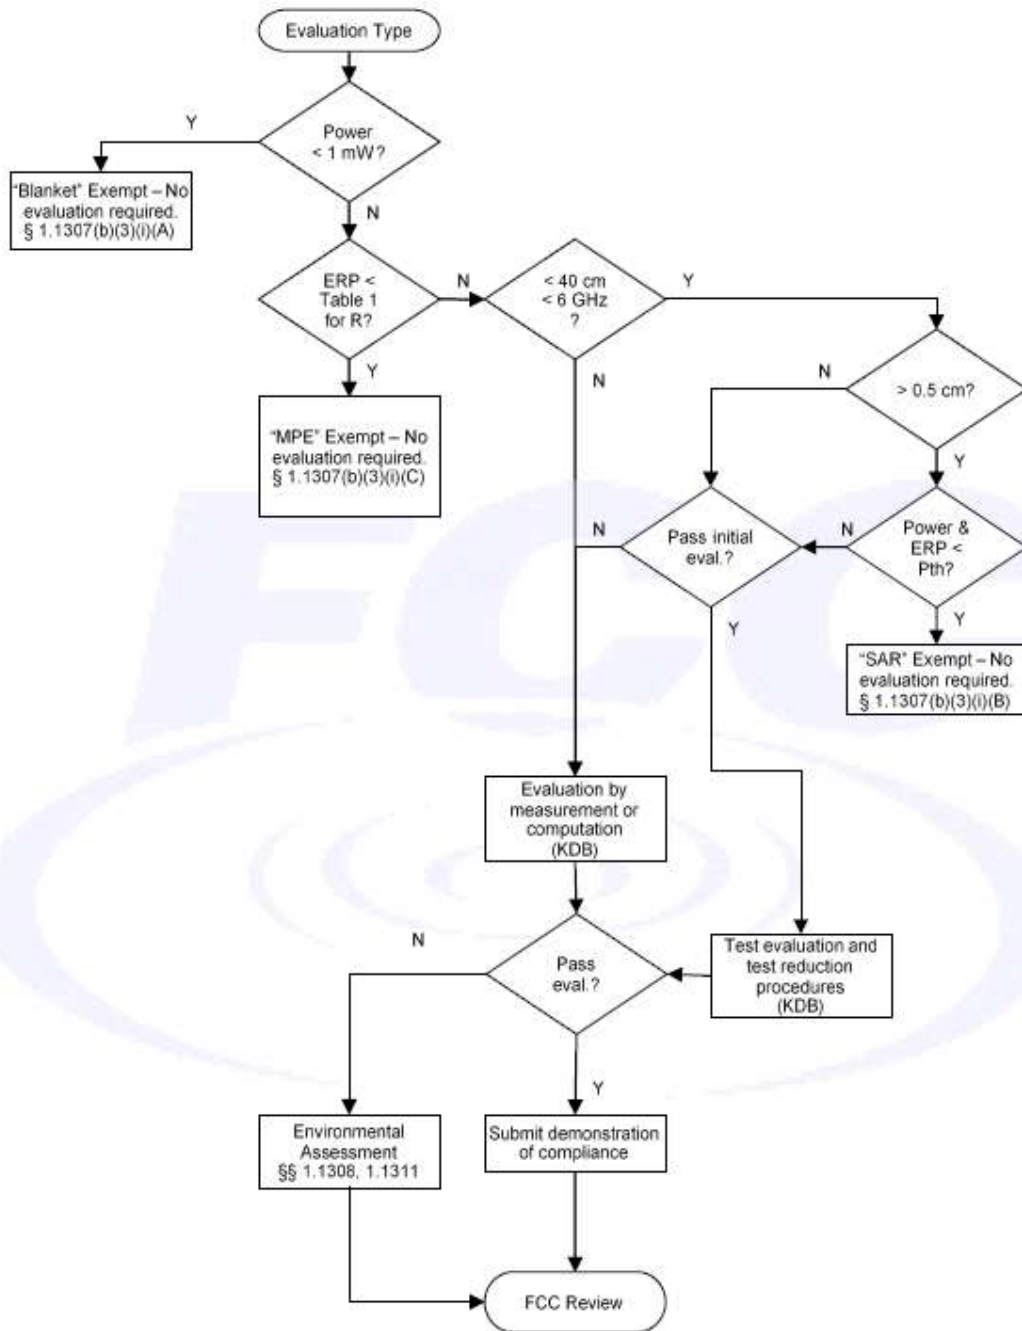 Evaluation Type
Y
Power
< 1 mW?
"Blanket" Exempt – No
evaluation required.
§ 1.1307(b)(3)(i)(A)
N
ERP <
Table 1
for R?
N
< 40 cm
< 6 GHz
?
Y
Y
N
N
> 0.5 cm?
"MPE" Exempt – No
evaluation required.
§ 1.1307(b)(3)(i)(C)
Y
N
Pass initial
eval.?
N
Power &
ERP <
Pth?
Y
Y
"SAR" Exempt – No
evaluation required.
§ 1.1307(b)(3)(i)(B)
FCC
Evaluation by
measurement or
computation
(KDB)
N
Pass
eval.?
Test evaluation and
test reduction
procedures
(KDB)
Y
Environmental
Assessment
§§ 1.1308, 1.1311
Submit demonstration
of compliance
FCC Review